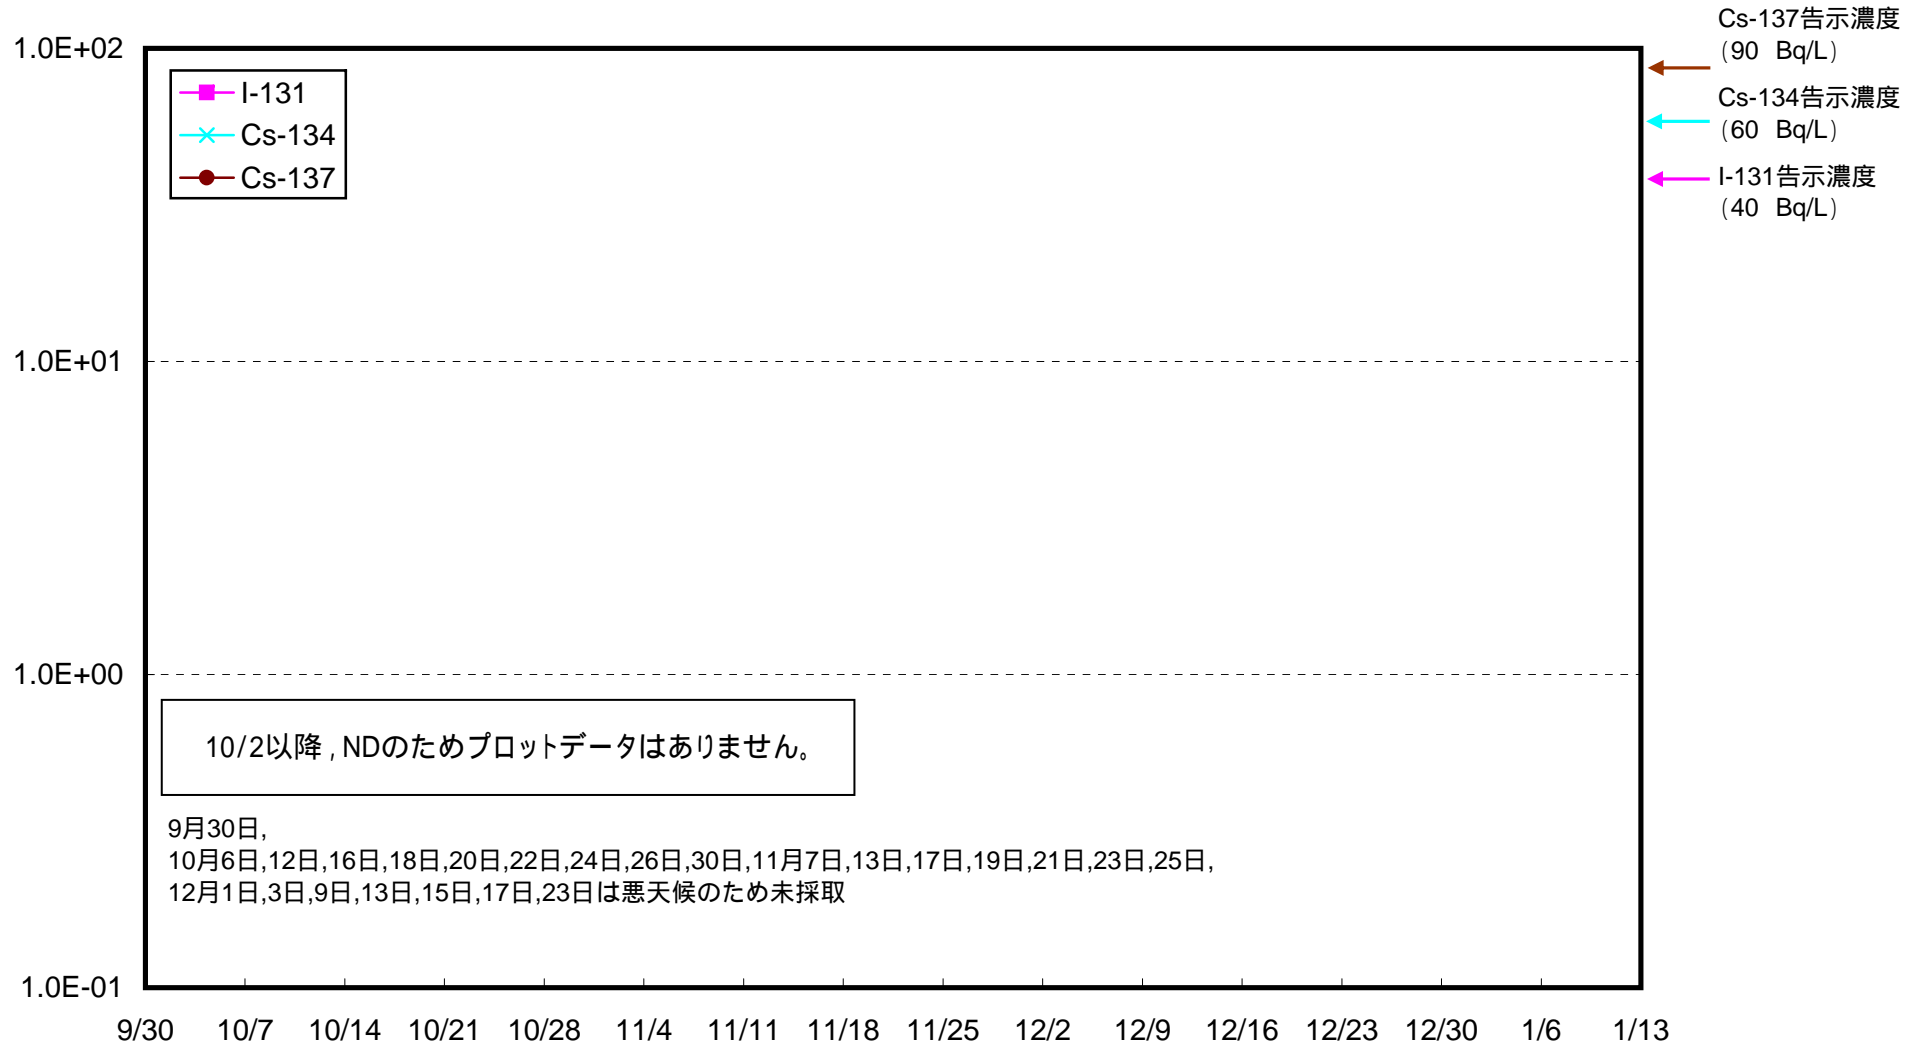 Cs-137告示濃度
(90 Bq/L)
Cs-134告示濃度
(60 Bq/L)
I-131告示濃度
(40 Bq/L)
1.0E+02
1.0E+01
1.0E+00
1.0E-01
I-131
Cs-134
Cs-137
10/2以降,NDのためプロットデータはありません。
9月30日,
10月6日,12日,16日,18日,20日,22日,24日,26日,30日,11月7日,13日,17日,19日,21日,23日,25日,
12月1日,3日,9日,13日,15日,17日,23日は悪天候のため未採取
9/30 10/7 10/14 10/21 10/28 11/4 11/11 11/18 11/25 12/2 12/9 12/16 12/23 12/30 1/6 1/13